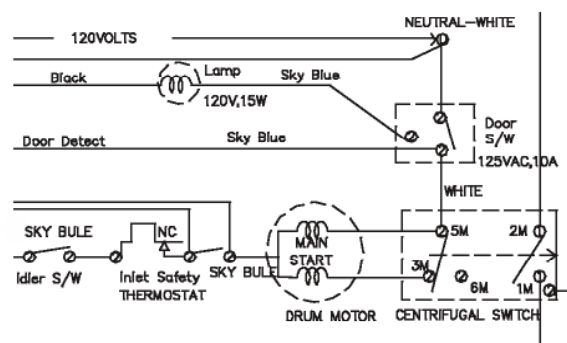 NEUTRAL-WHITE
120VOLTS
Lamp
Black
Sky Blue
120V,15W
Door
S/W
125VAC,10A
Door Detect
Sky Blue
WHITE
SKY BULE
NC
MAIN
5M
2M
START
SKY BULE
3M
6M
1M
Idler S/W
Inlet Safety
THERMOSTAT
DRUM MOTOR
CENTRIFUGAL SWITCH